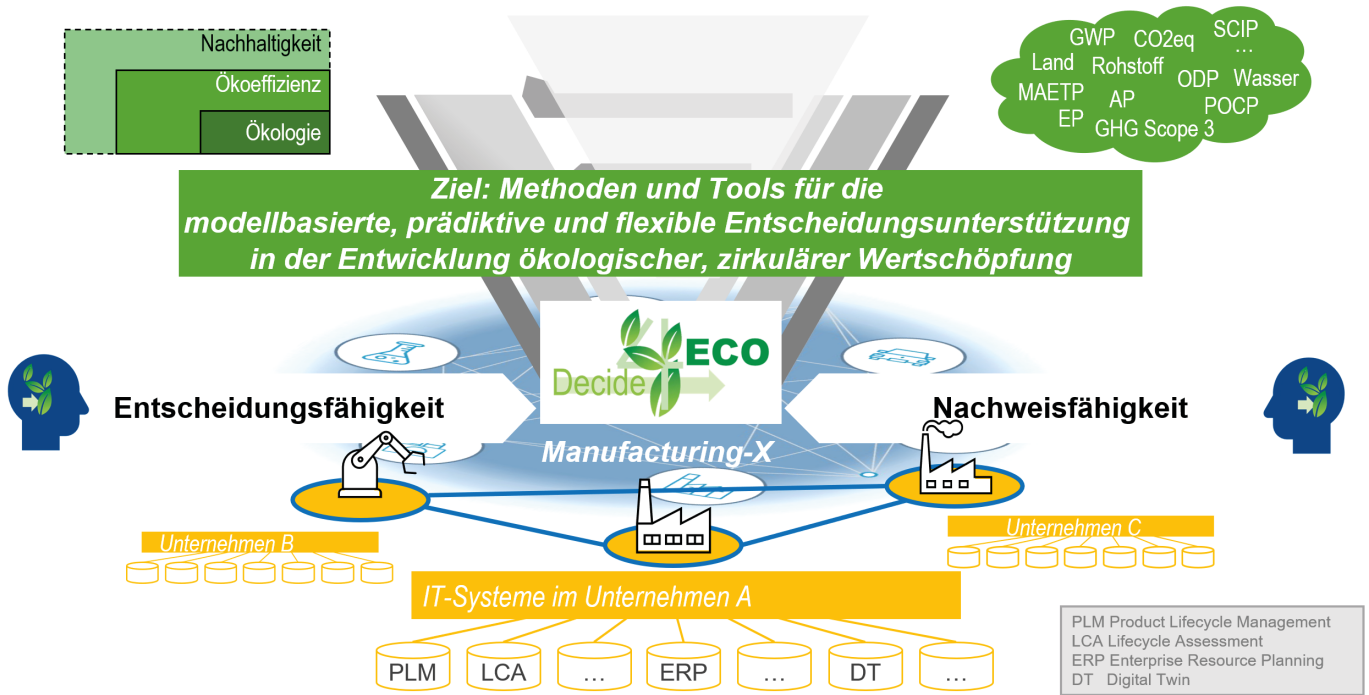 Nachhaltigkeit
Ökoeffizienz
Ökologie
GWP CO2eq SCIP
...
Land Rohstoff ODP Wasser
MAETP AP POCP
EP GHG Scope 3
Ziel: Methoden und Tools für die
modellbasierte, prädiktive und flexible Entscheidungsunterstützung
in der Entwicklung ökologischer, zirkulärer Wertschöpfung
Decide 4 ECO
Entscheidungsfähigkeit
Nachweisfähigkeit
Manufacturing-X
Unternehmen B
Unternehmen C
IT-Systeme im Unternehmen A
PLM LCA ... ERP ... DT ...
PLM Product Lifecycle Management
LCA Lifecycle Assessment
ERP Enterprise Resource Planning
DT Digital Twin